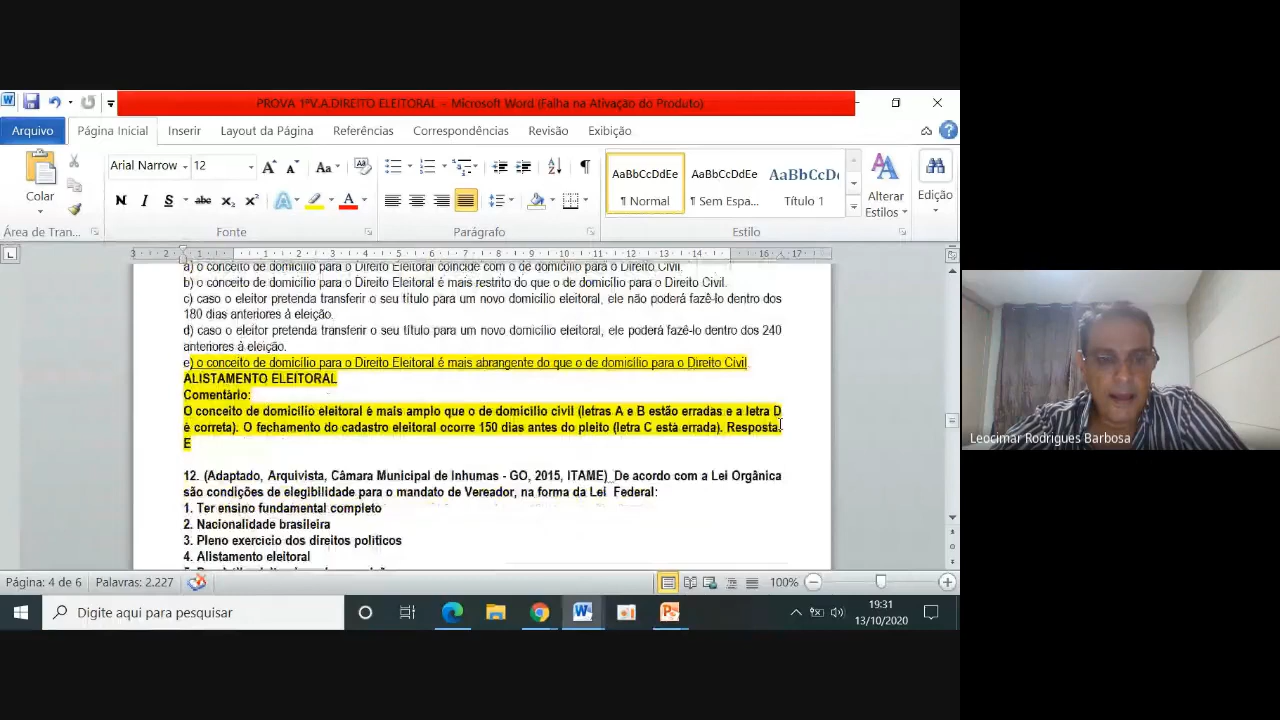 PROVA 1ªV.A.DIREITO ELEITORAL - Microsoft Word (Falha na Ativação do Produto)
Arquivo Página Inicial Inserir Layout da Página Referências Correspondências Revisão Exibição
Arial Narrow 12
AaBbCcDdEe AaBbCcDdEe AaBbCcDc
Colar
¶ Normal ¶ Sem Espa... Título 1
Alterar Estilos
Edição
Área de Tran... Fonte Parágrafo Estilo
a) o conceito de domicílio para o Direito Eleitoral coincide com o de domicílio para o Direito Civil.
b) o conceito de domicílio para o Direito Eleitoral é mais restrito do que o de domicílio para o Direito Civil.
c) caso o eleitor pretenda transferir o seu título para um novo domicílio eleitoral, ele não poderá fazê-lo dentro dos
180 dias anteriores à eleição.
d) caso o eleitor pretenda transferir o seu título para um novo domicílio eleitoral, ele poderá fazê-lo dentro dos 240
anteriores à eleição.
e) o conceito de domicílio para o Direito Eleitoral é mais abrangente do que o de domicílio para o Direito Civil.
ALISTAMENTO ELEITORAL
Comentário:
O conceito de domicílio eleitoral é mais amplo que o de domicílio civil (letras A e B estão erradas e a letra D
é correta). O fechamento do cadastro eleitoral ocorre 150 dias antes do pleito (letra C está errada). Resposta:
E
12. (Adaptado, Arquivista, Câmara Municipal de Inhumas - GO, 2015, ITAME) De acordo com a Lei Orgânica
são condições de elegibilidade para o mandato de Vereador, na forma da Lei Federal:
1. Ter ensino fundamental completo
2. Nacionalidade brasileira
3. Pleno exercício dos direitos políticos
4. Alistamento eleitoral
Página: 4 de 6 Palavras: 2.227 100%
Digite aqui para pesquisar
19:31
13/10/2020
Leocimar Rodrigues Barbosa